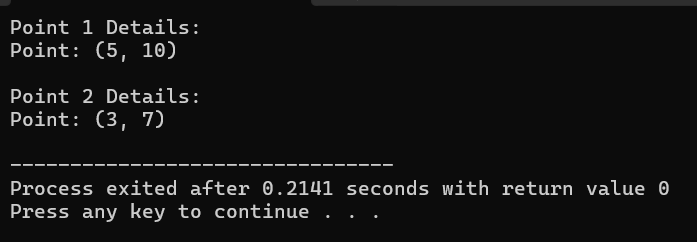 Point 1 Details:
Point: (5, 10)
Point 2 Details:
Point: (3, 7)
--------------------------------
Process exited after 0.2141 seconds with return value 0
Press any key to continue . . .